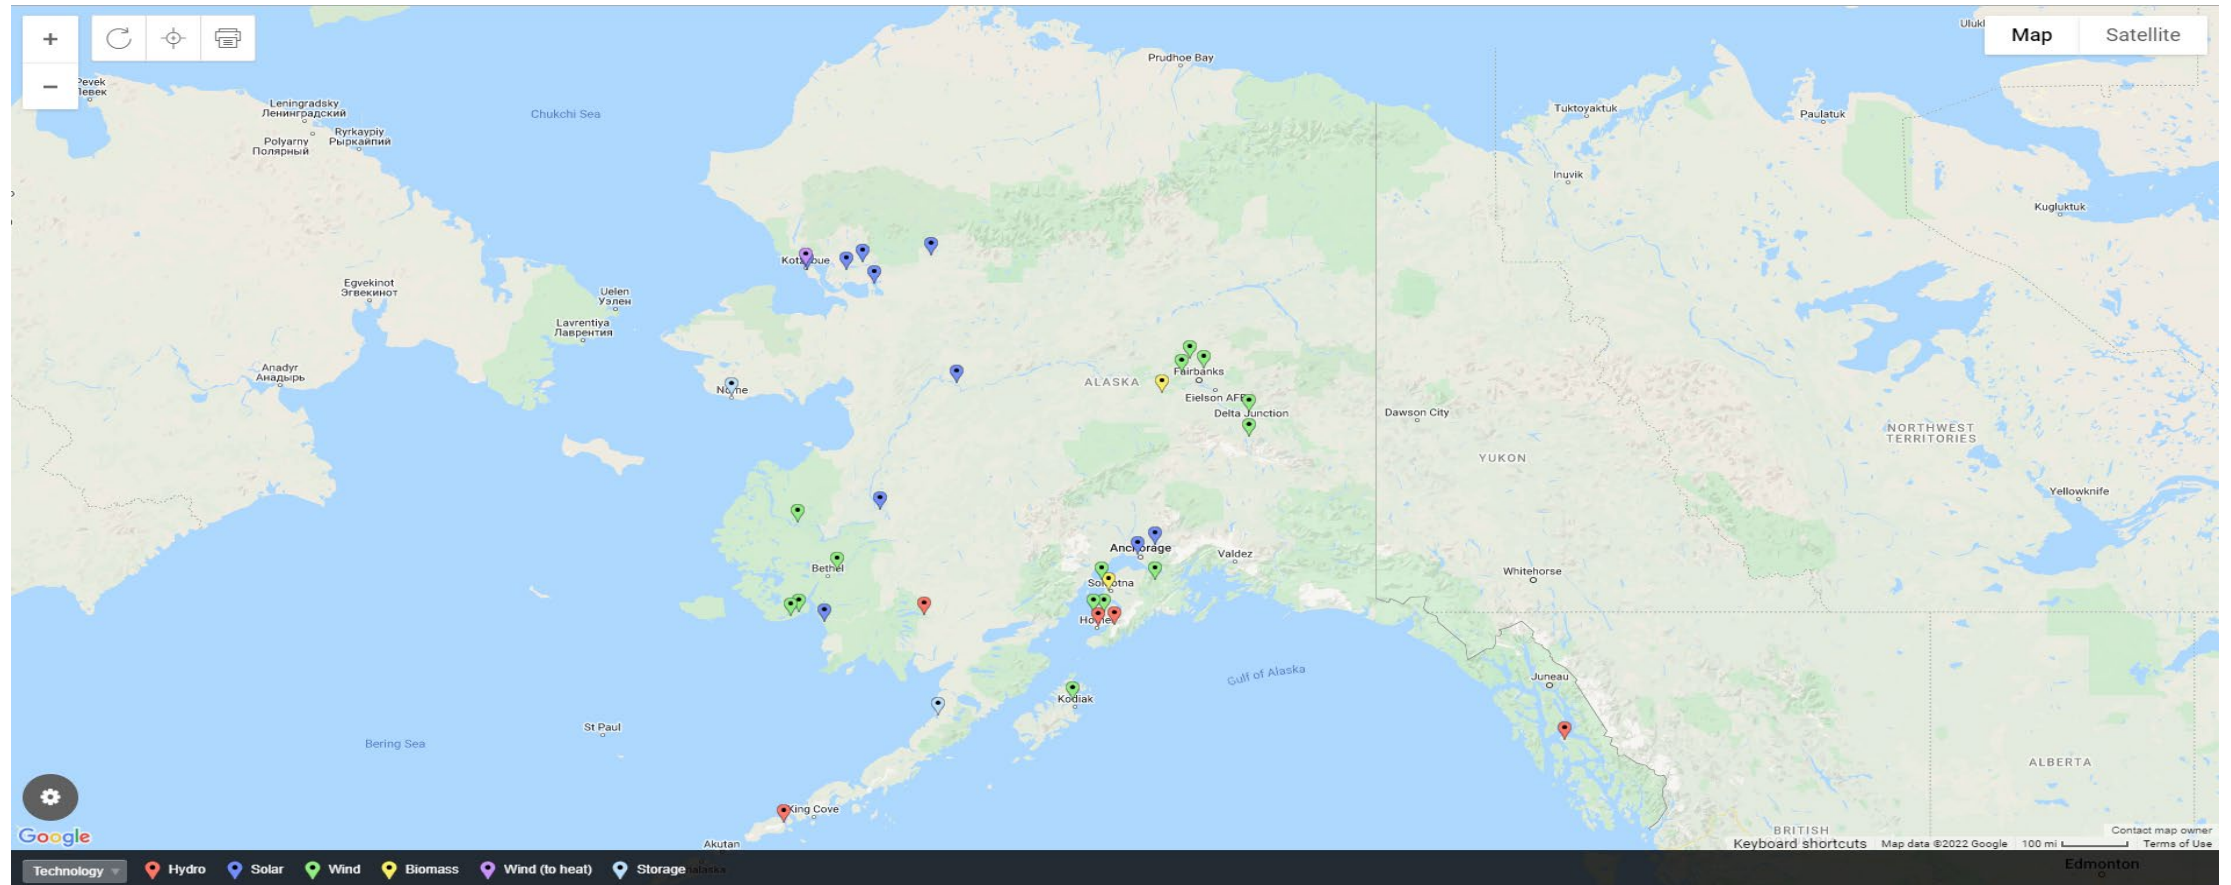 +
−
Map
Satellite
Uluk
Prudhoe Bay
Pevek
Певек
Leningradsky
Ленинградский
Chukchi Sea
Tuktoyaktuk
Paulatuk
Ryrkaypiy
Рыркайпий
Polyarny
Полярный
Inuvik
Kugluktuk
Kotzebue
Egvekinot
Эгвекинот
Uelen
Уэлен
Lavrentiya
Лаврентия
Anadyr
Анадырь
Nome
ALASKA
Fairbanks
Eielson AFB
Delta Junction
Dawson City
NORTHWEST
TERRITORIES
YUKON
Yellowknife
Anchorage
Valdez
Bethel
Soldotna
Whitehorse
Homer
Gulf of Alaska
Juneau
Kodiak
St Paul
Bering Sea
ALBERTA
King Cove
Akutan
BRITISH
Google
Contact map owner
Keyboard shortcuts
Map data ©2022 Google
100 mi
Terms of Use
Edmonton
Technology
Hydro
Solar
Wind
Biomass
Wind (to heat)
Storage